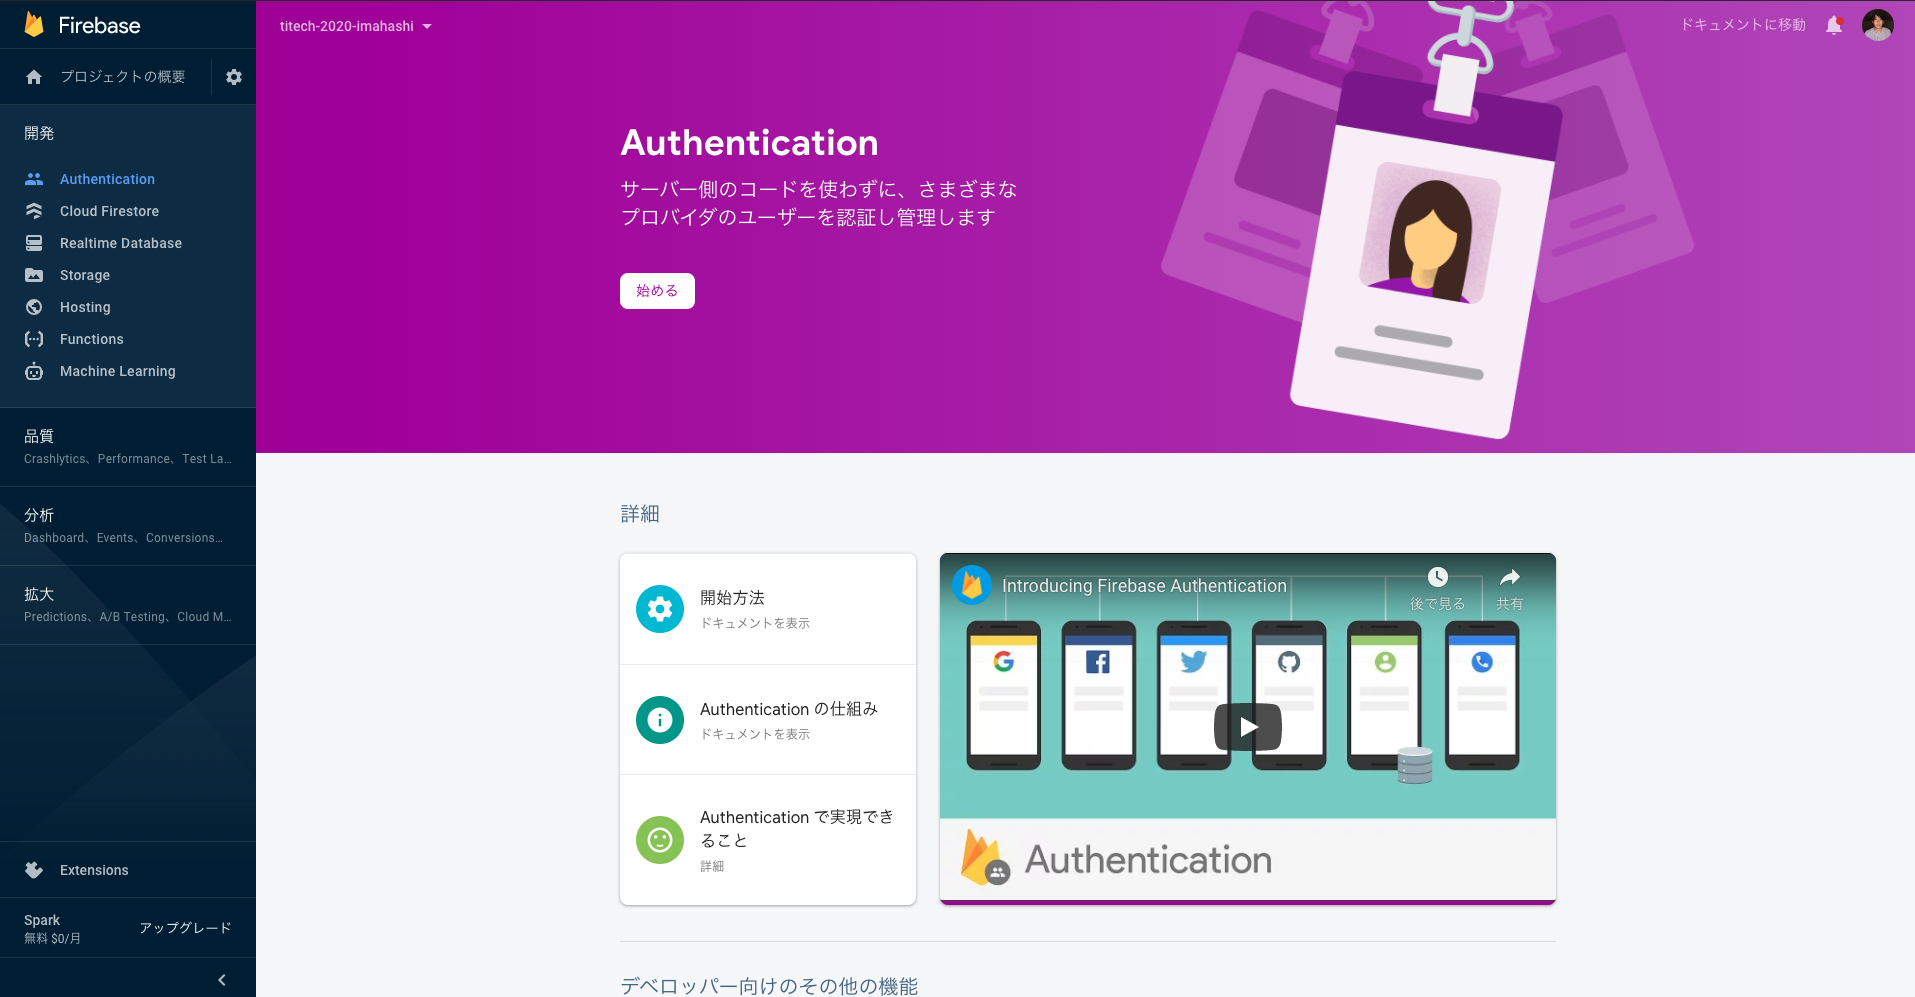 Firebase
プロジェクトの概要
開発
Authentication
Cloud Firestore
Realtime Database
Storage
Hosting
Functions
Machine Learning
品質
Crashlytics、Performance、Test La...
分析
Dashboard、Events、Conversions...
拡大
Predictions、A/B Testing、Cloud M...
Extensions
Spark
無料 $0/月
アップグレード
titech-2020-imahashi
ドキュメントに移動
Authentication
サーバー側のコードを使わずに、さまざまな
プロバイダのユーザーを認証し管理します
始める
詳細
開始方法
ドキュメントを表示
Authentication の仕組み
ドキュメントを表示
Authentication で実現でき
ること
詳細
Introducing Firebase Authentication
後で見る
共有
Authentication
デベロッパー向けのその他の機能